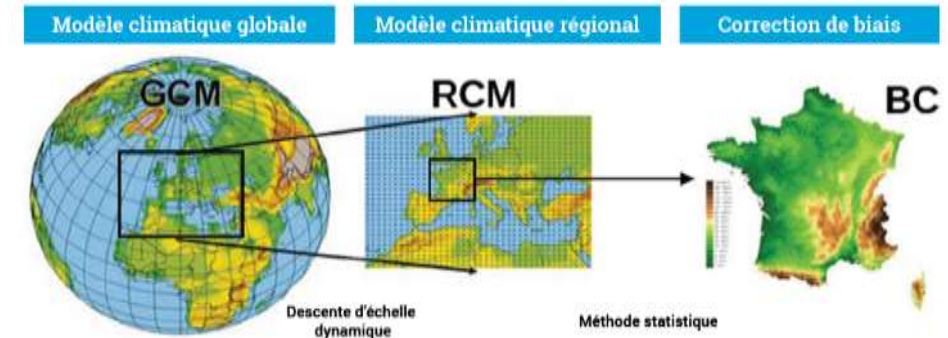 Modèle climatique globale
Modèle climatique régional
Correction de biais
GCM
RCM
BC
Descente d'échelle
dynamique
Méthode statistique